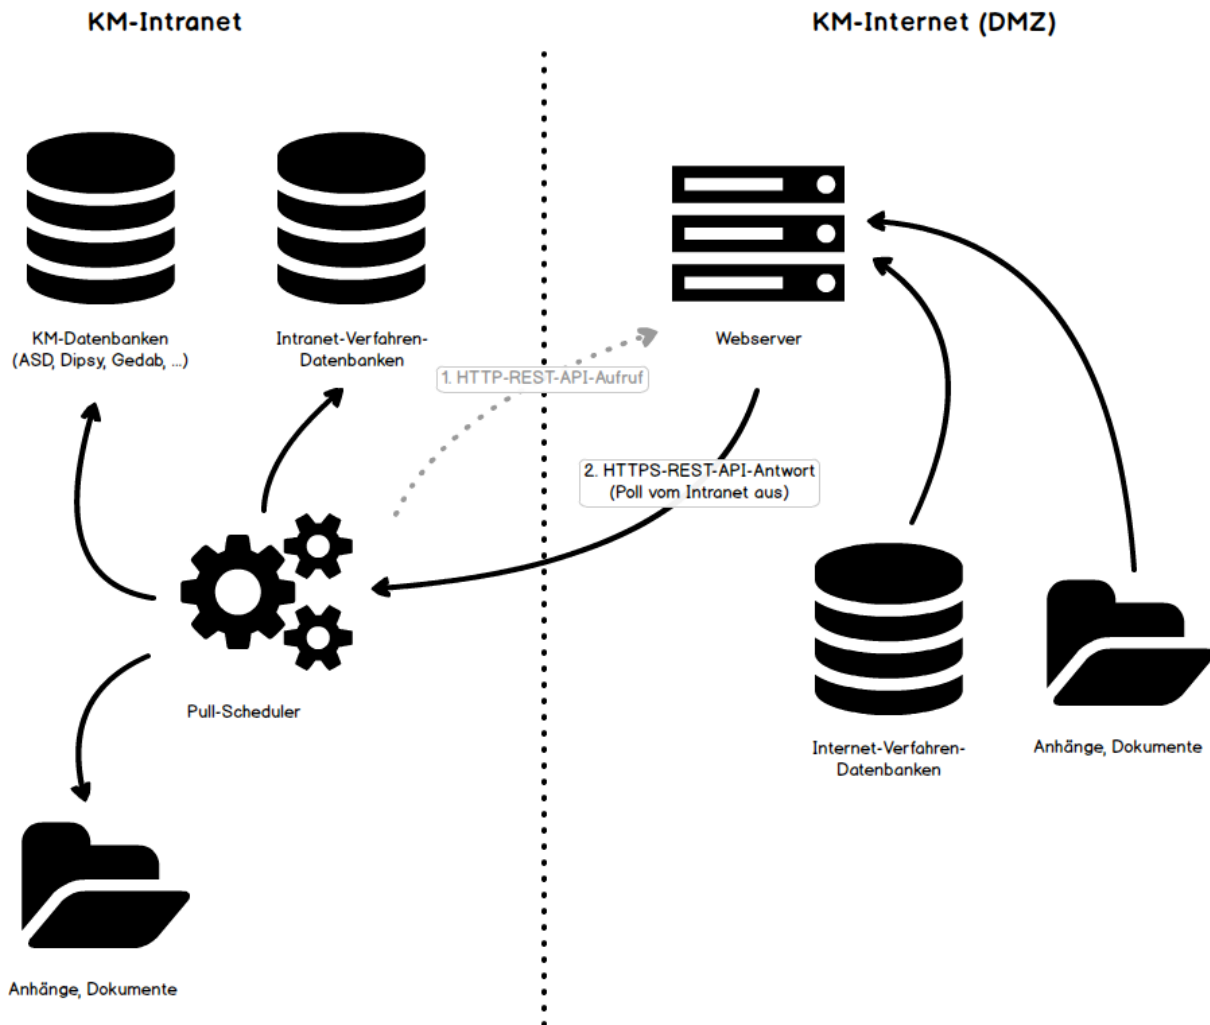 KM-Intranet
KM-Internet (DMZ)
KM-Datenbanken
(ASD, Dipsy, Gedab, ...)
Intranet-Verfahren-
Datenbanken
Webserver
1. HTTP-REST-API-Aufruf
2. HTTPS-REST-API-Antwort
(Poll vom Intranet aus)
Pull-Scheduler
Internet-Verfahren-
Datenbanken
Anhänge, Dokumente
Anhänge, Dokumente